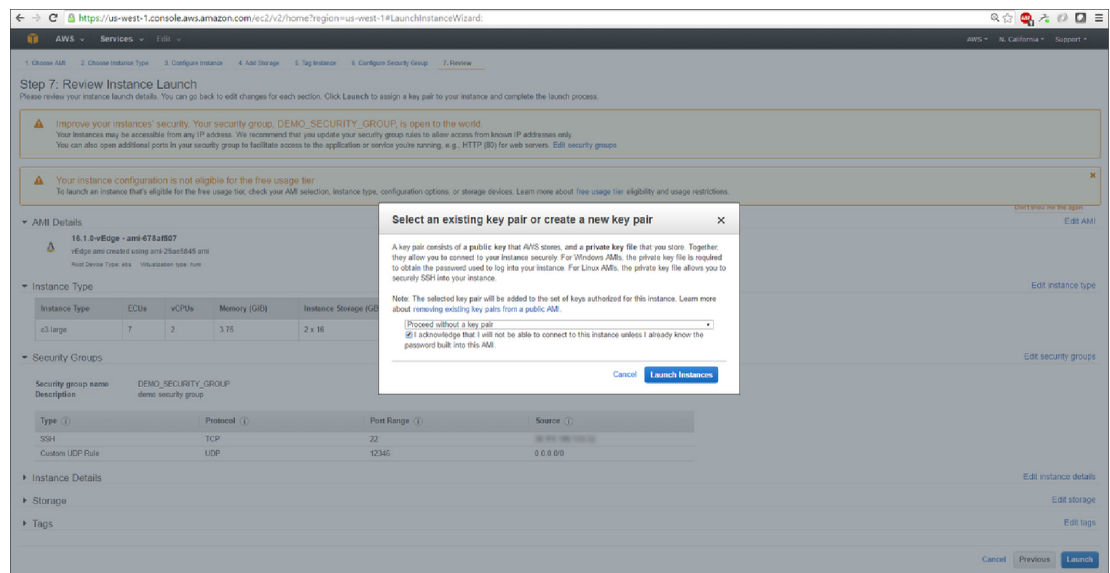 https://us-west-1.console.aws.amazon.com/ec2/v2/home?region=us-west-1#LaunchInstanceWizard:
AWS Services Edit AWS N. California Support
1. Choose AMI 2. Choose Instance Type 3. Configure Instance 4. Add Storage 5. Tag Instance 6. Configure Security Group 7. Review
Step 7: Review Instance Launch
Please review your instance launch details. You can go back to edit changes for each section. Click Launch to assign a key pair to your instance and complete the launch process.
Improve your instances' security. Your security group, DEMO_SECURITY_GROUP, is open to the world.
Your instances may be accessible from any IP address. We recommend that you update your security group rules to allow access from known IP addresses only.
You can also open additional ports in your security group to facilitate access to the application or service you're running, e.g., HTTP (80) for web servers. Edit security groups
Your instance configuration is not eligible for the free usage tier
To launch an instance that's eligible for the free usage tier, check your AMI selection, instance type, configuration options, or storage devices. Learn more about free usage tier eligibility and usage restrictions.
Don't show me this again
AMI Details Edit AMI
16.1.0-vEdge - ami-678af807
vEdge ami created using ami-25ae5845 ami
Root Device Type: ebs Virtualization type: hvm
Instance Type Edit instance type
Instance Type ECUs vCPUs Memory (GiB) Instance Storage (GB
c3.large 7 2 3.75 2 x 16
Security Groups Edit security groups
Security group name DEMO_SECURITY_GROUP
Description demo security group
Type Protocol Port Range Source
SSH TCP 22
Custom UDP Rule UDP 12346 0.0.0.0/0
Instance Details Edit instance details
Storage Edit storage
Tags Edit tags
Cancel Previous Launch
Select an existing key pair or create a new key pair ×
A key pair consists of a public key that AWS stores, and a private key file that you store. Together,
they allow you to connect to your instance securely. For Windows AMIs, the private key file is required
to obtain the password used to log into your instance. For Linux AMIs, the private key file allows you to
securely SSH into your instance.
Note: The selected key pair will be added to the set of keys authorized for this instance. Learn more
about removing existing key pairs from a public AMI.
Proceed without a key pair
I acknowledge that I will not be able to connect to this instance unless I already know the
password built into this AMI.
Cancel Launch Instances